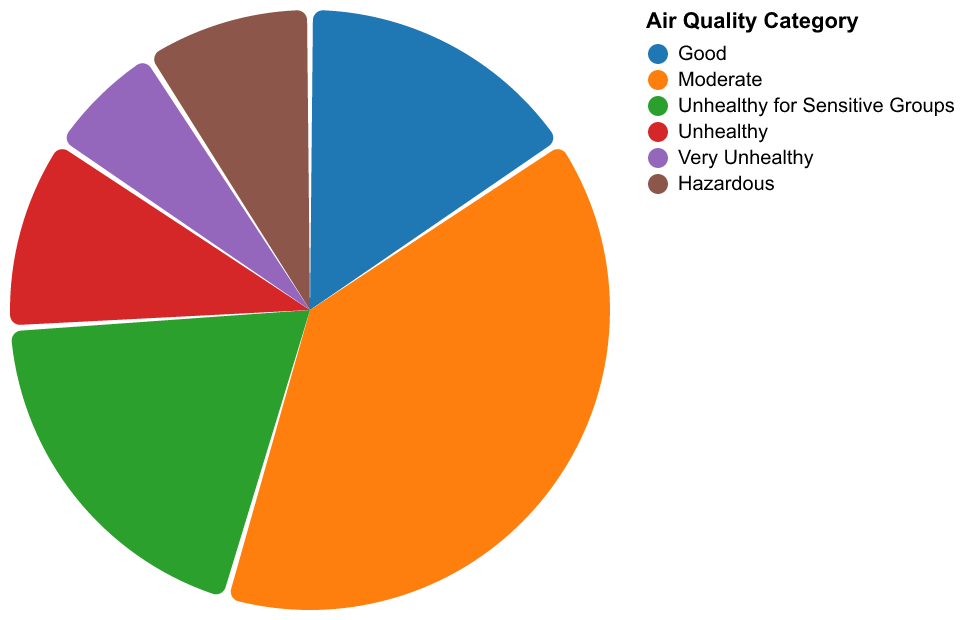 Air Quality Category
Good
Moderate
Unhealthy for Sensitive Groups
Unhealthy
Very Unhealthy
Hazardous